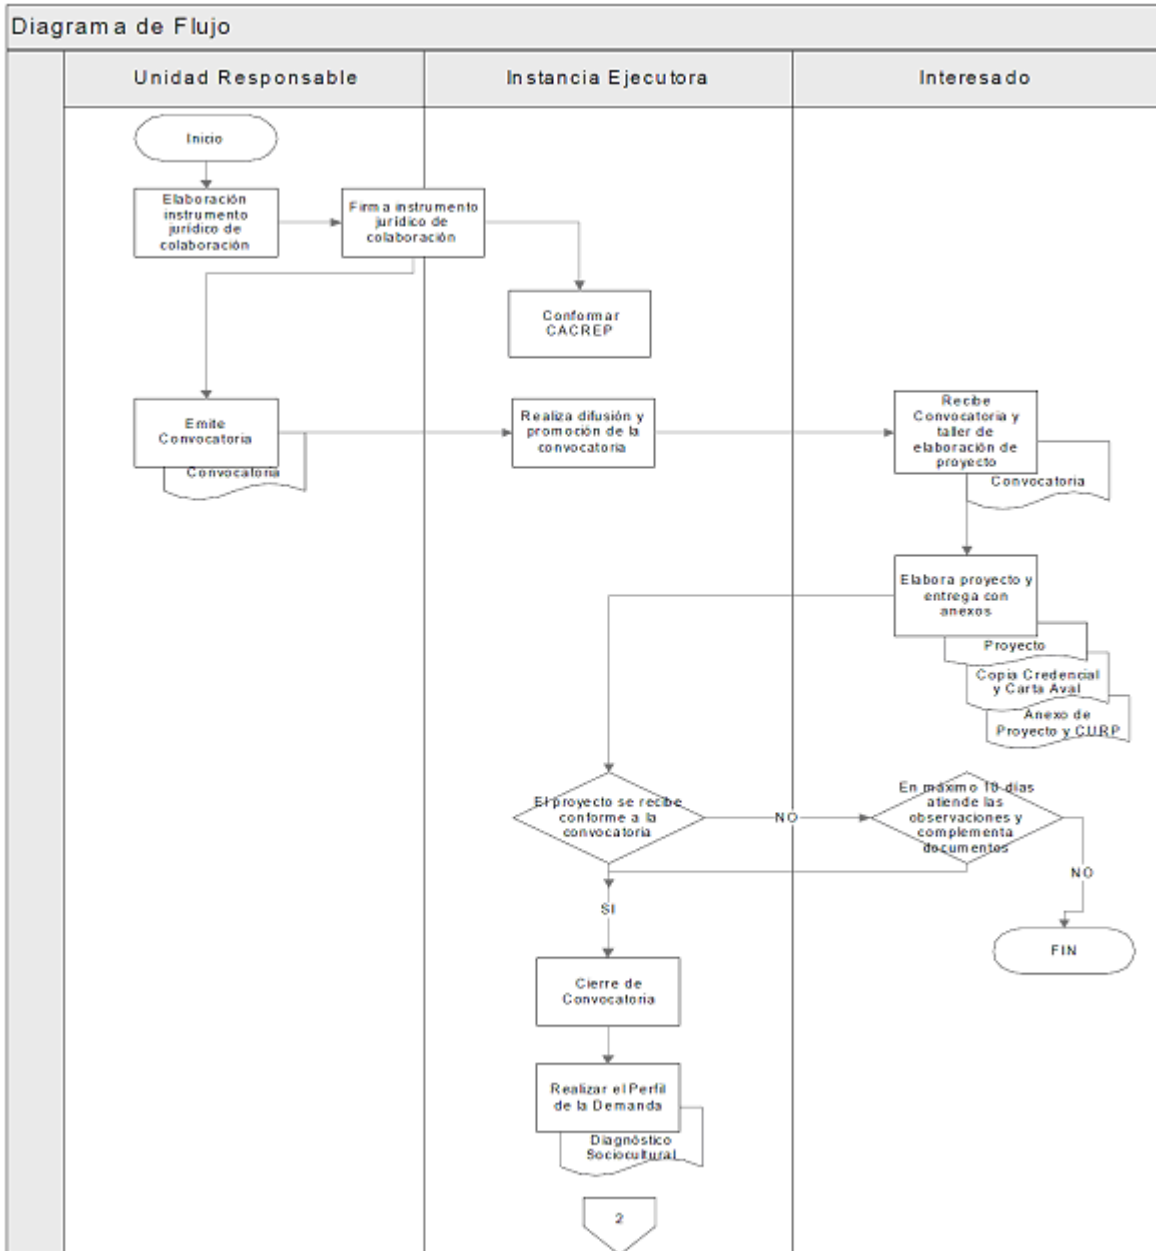 Diagrama de Flujo
Unidad Responsable
Instancia Ejecutora
Interesado
Inicio
Elaboración
instrumento
jurídico de
colaboración
Firma instrumento
jurídico de
colaboración
Conformar
CACREP
Emite
Convocatoria
Convocatoria
Realiza difusión y
promoción de la
convocatoria
Recibe
Convocatoria y
taller de
elaboración de
proyecto
Convocatoria
Elabora proyecto y
entrega con
anexos
Proyecto
Copia Credencial
y Carta Aval
Anexo de
Proyecto y CURP
El proyecto se recibe
conforme a la
convocatoria
NO
En máximo 10 días
atiende las
observaciones y
complementa
documentos
NO
SI
FIN
Cierre de
Convocatoria
Realizar el Perfil
de la Demanda
Diagnóstico
Sociocultural
2